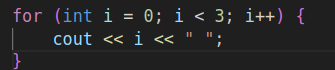 for (int i = 0; i < 3; i++) {
    cout << i << " ";
}